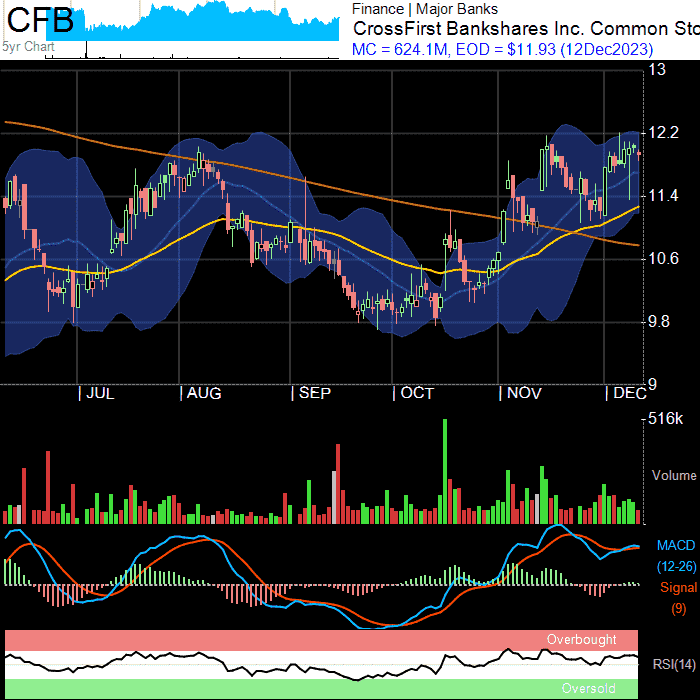 CFB
5yr Chart
Finance | Major Banks
CrossFirst Bankshares Inc. Common Sto
MC = 624.1M, EOD = $11.93 (12Dec2023)
13
12.2
11.4
10.6
9.8
9
| JUL
| AUG
| SEP
| OCT
| NOV
| DEC
516k
Volume
MACD
(12-26)
Signal
(9)
Overbought
RSI(14)
Oversold